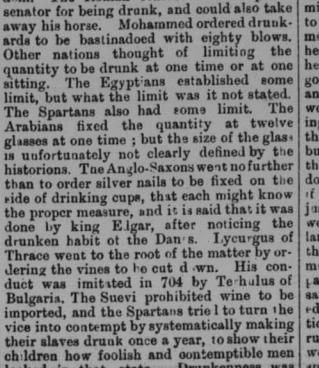 senator for being drunk, and could also take
away his horse. Mohammed ordered drunk-
ards to be bastinadoed with eighty blows.
Other nations thought of limiting the
quantity to be drunk at one time or at one
sitting. The Egyptians established some
limit, but what the limit was it not stated.
The Spartans also had some limit. The
Arabians fixed the quantity at twelve
glasses at one time ; but the size of the glass
is unfortunately not clearly defined by the
historions. Tne Anglo-Saxons went no further
than to order silver nails to be fixed on the
side of drinking cups, that each might know
the proper measure, and it is said that it was
done by king Elgar, after noticing the
drunken habit ot the Dan s. Lycurgus of
Thrace went to the root of the matter by or-
dering the vines to be cut d wn. His con-
duct was imitated in 704 by Te hulus of
Bulgaria. The Suevi prohibited wine to be
imported, and the Spartans trie l to turn the
vice into contempt by systematically making
their slaves drunk once a year, to show their
children how foolish and contemptible men